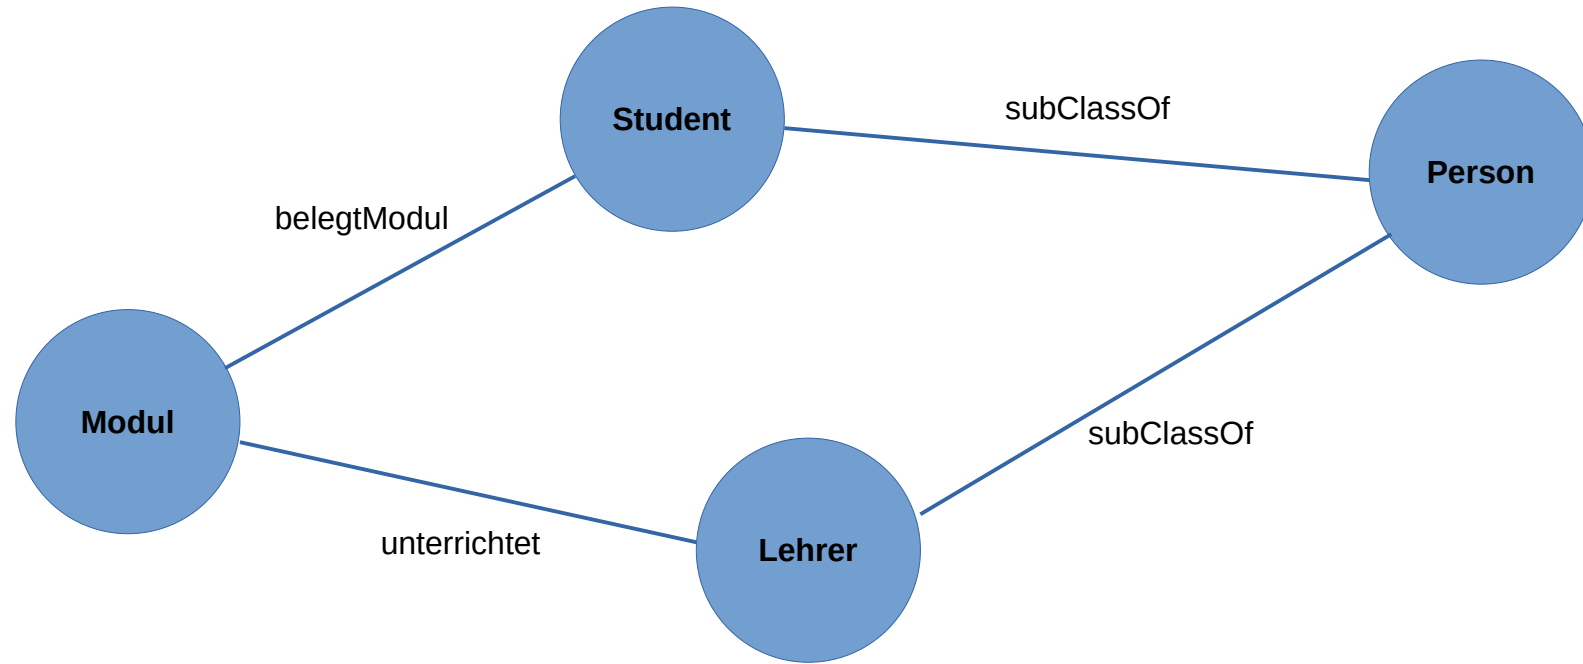 Student
subClassOf
Person
belegtModul
Modul
subClassOf
unterrichtet
Lehrer